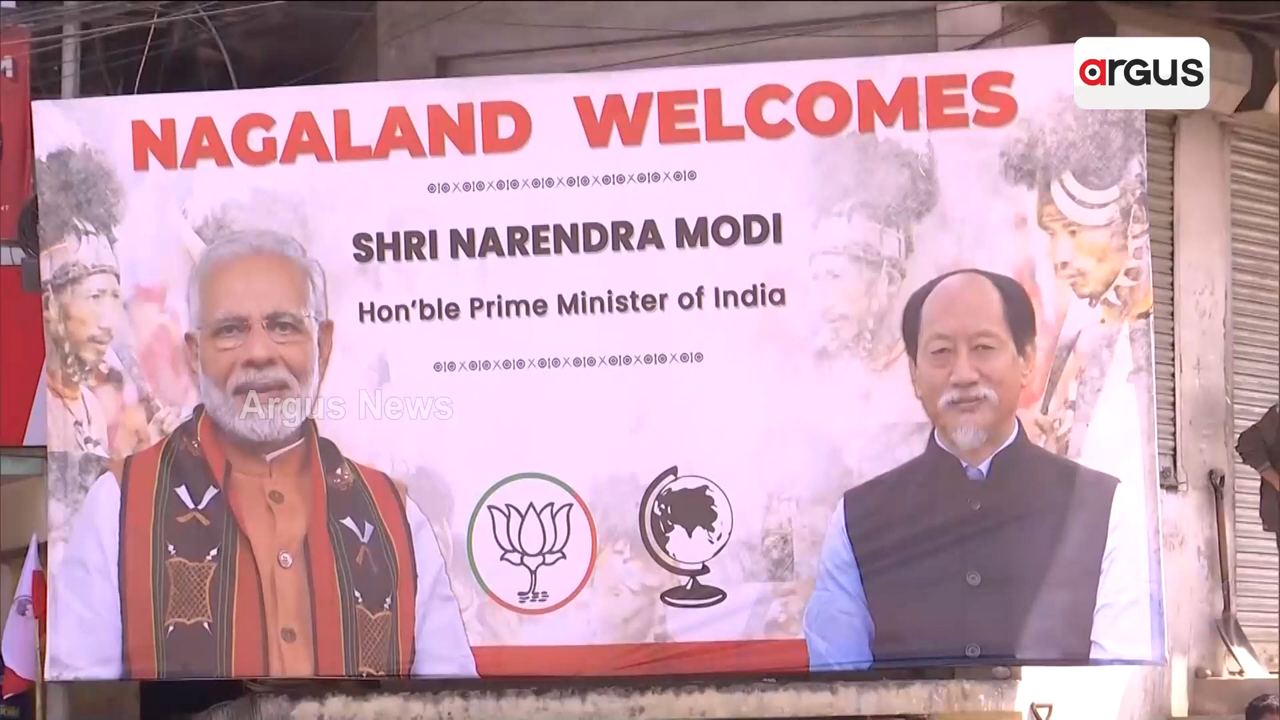 argus
NAGALAND WELCOMES
SHRI NARENDRA MODI
Hon‘ble Prime Minister of India
Argus News